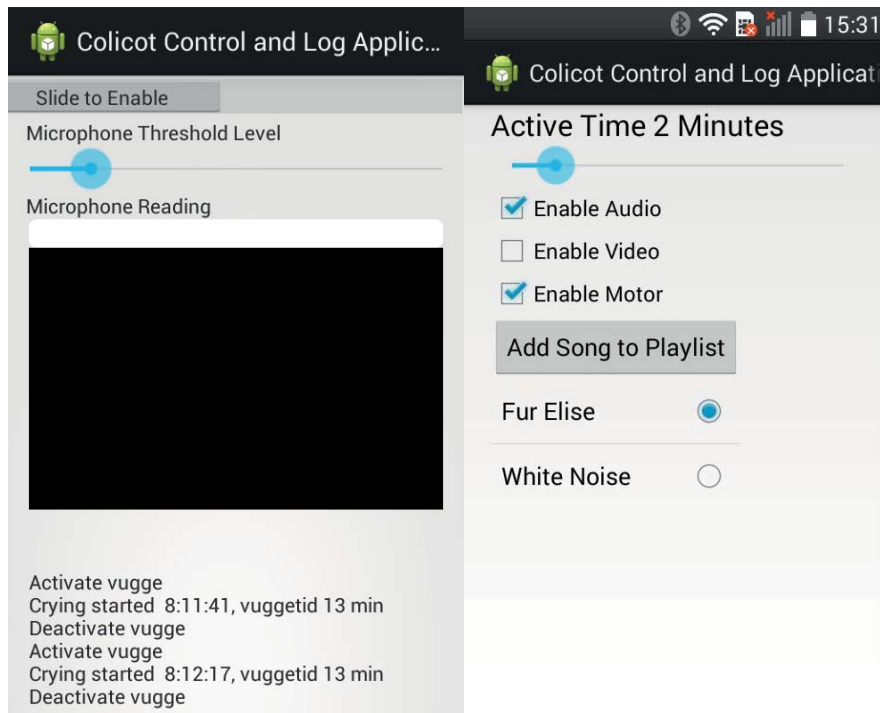 Colicot Control and Log Applic...
Slide to Enable
Microphone Threshold Level
Microphone Reading
Activate vugge
Crying started 8:11:41, vuggetid 13 min
Deactivate vugge
Activate vugge
Crying started 8:12:17, vuggetid 13 min
Deactivate vugge
15:31
Colicot Control and Log Applicati
Active Time 2 Minutes
Enable Audio
Enable Video
Enable Motor
Add Song to Playlist
Fur Elise
White Noise